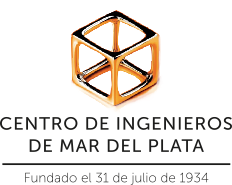 CENTRO DE INGENIEROS
DE MAR DEL PLATA
Fundado el 31 de julio de 1934